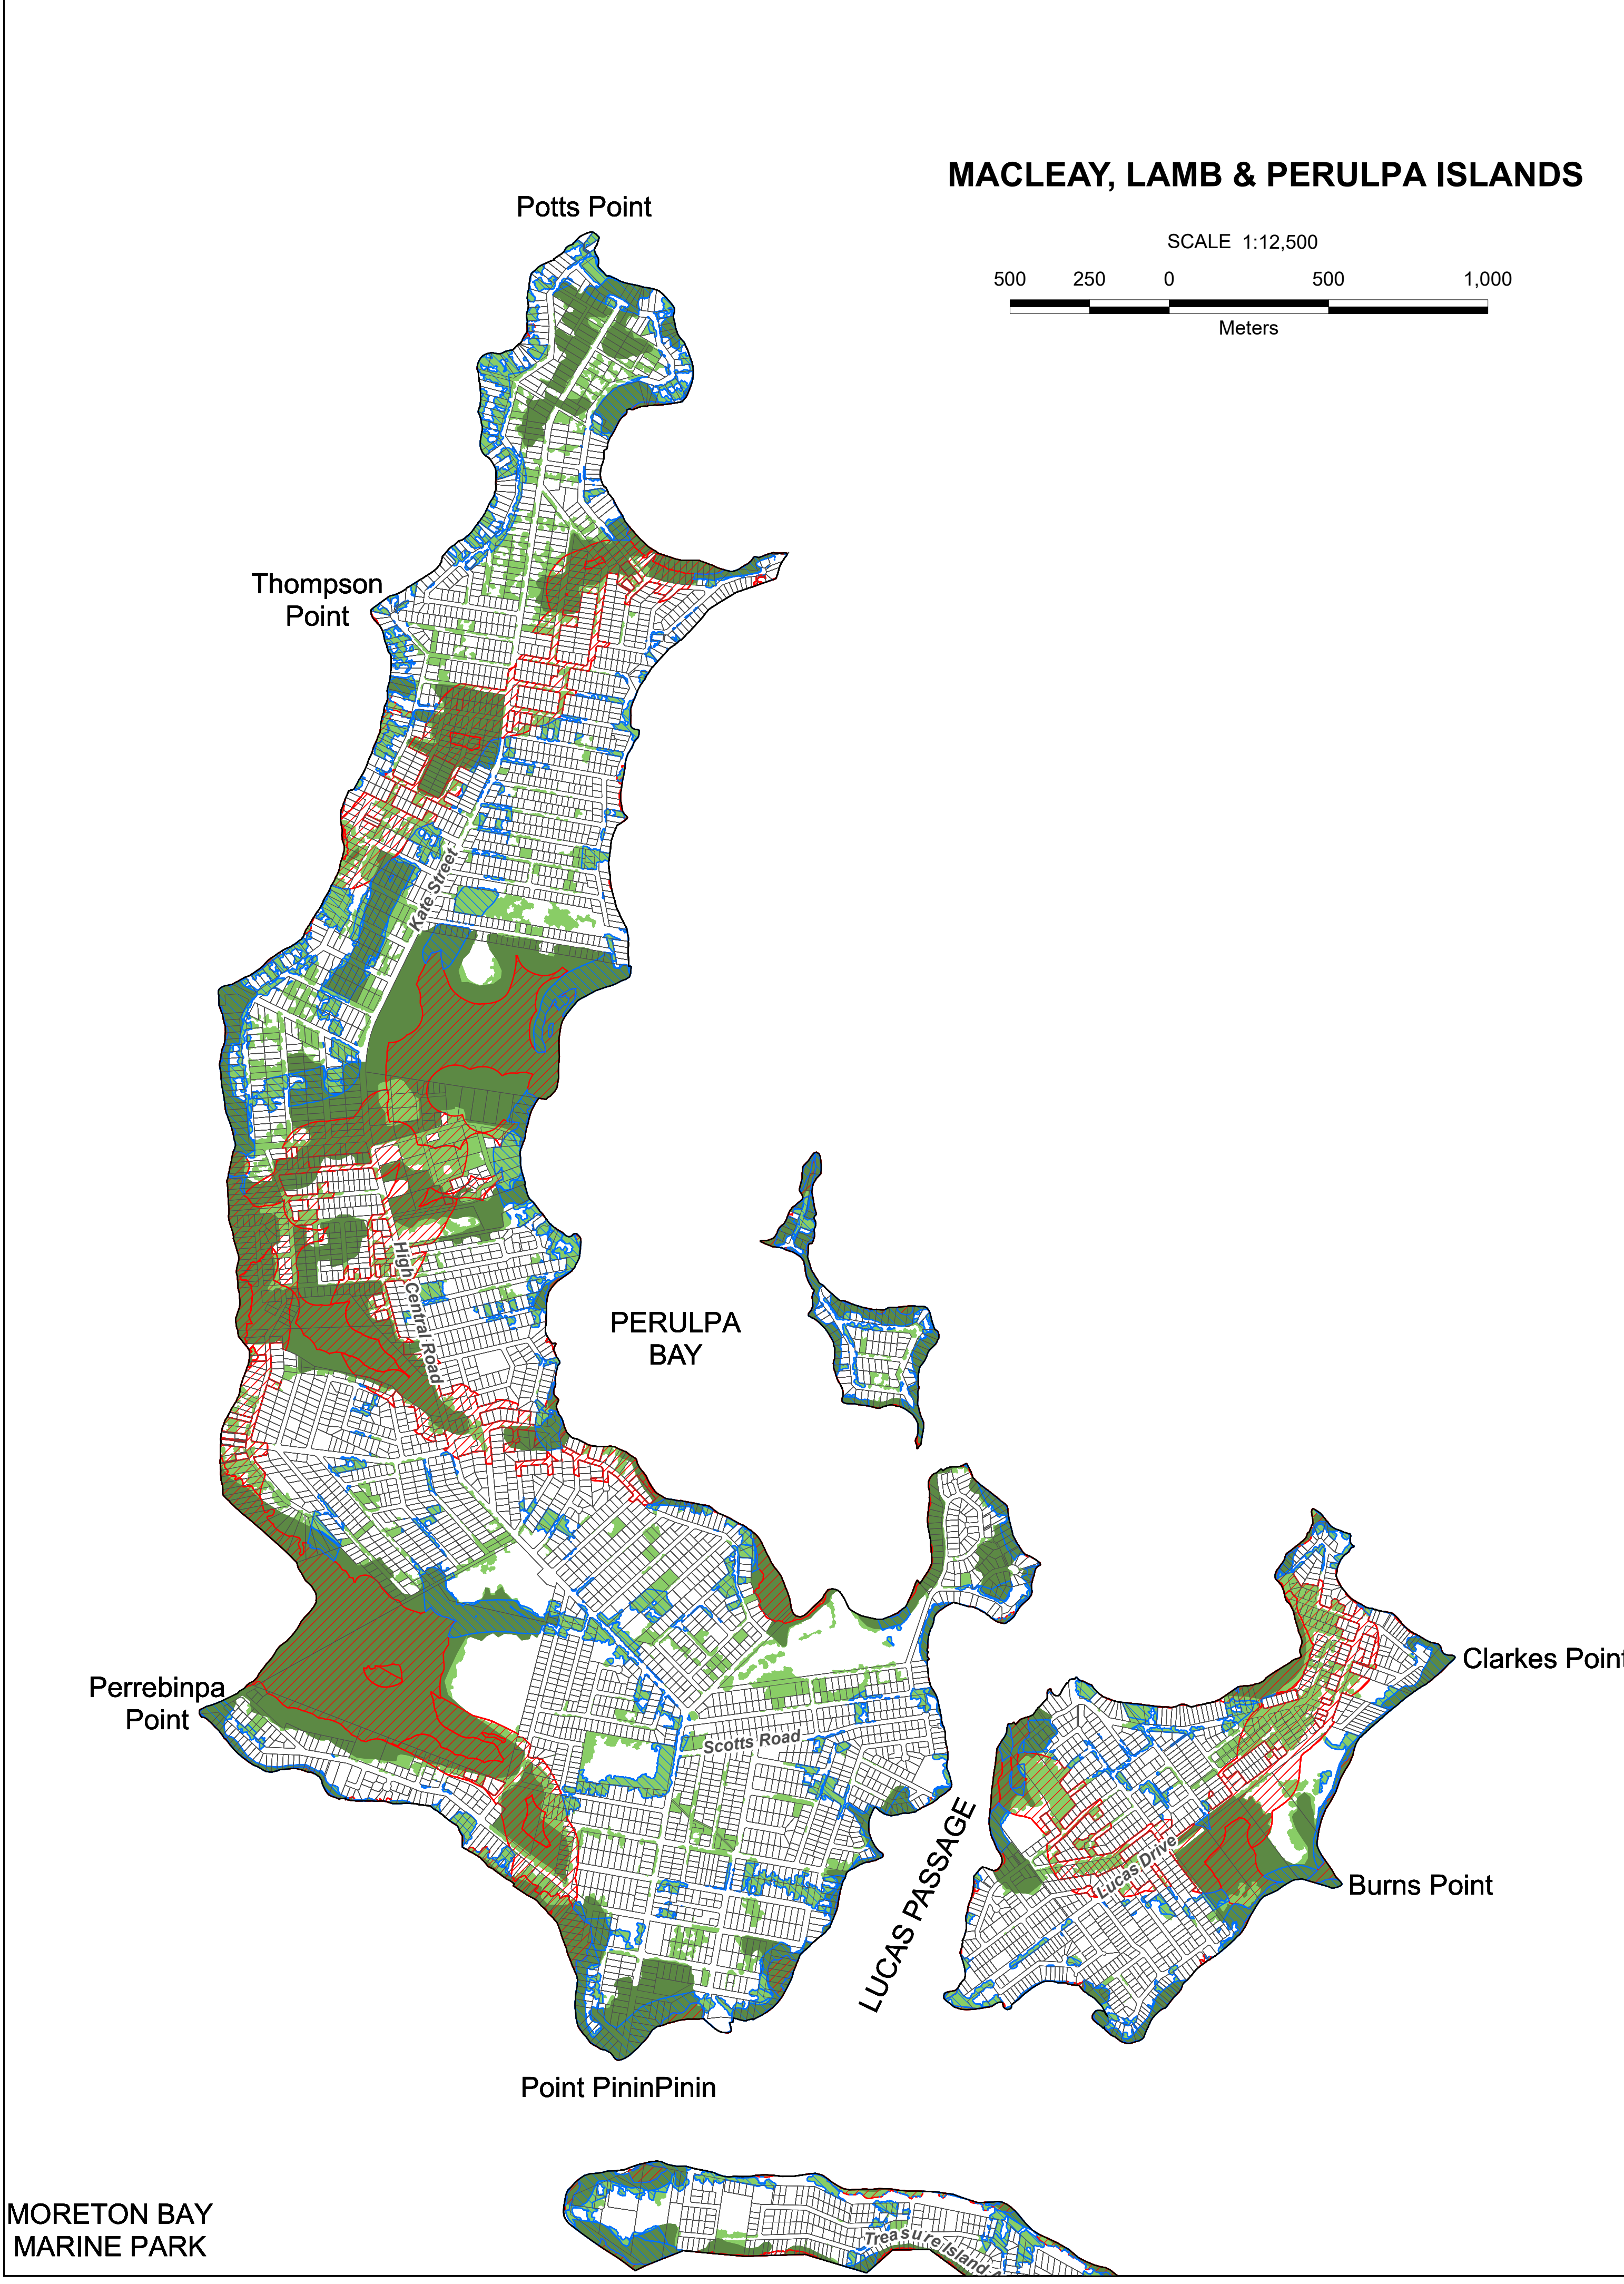 MACLEAY, LAMB & PERULPA ISLANDS
SCALE 1:12,500
500 250 0 500 1,000
Meters
Potts Point
Thompson
Point
Kate Street
High Central Road
PERULPA
BAY
Clarkes Point
Perrebinpa
Point
Scotts Road
LUCAS PASSAGE
Lucas Drive
Burns Point
Point PininPinin
MORETON BAY
MARINE PARK
Treasure Island